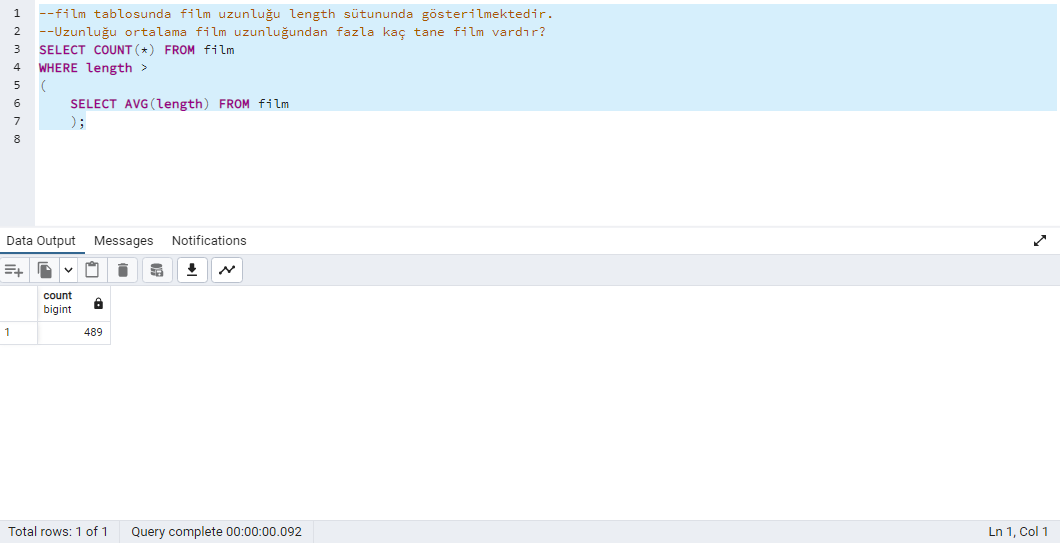 1 --film tablosunda film uzunluğu length sütununda gösterilmektedir.
2 --Uzunluğu ortalama film uzunluğundan fazla kaç tane film vardır?
3 SELECT COUNT(*) FROM film
4 WHERE length >
5 (
6 SELECT AVG(length) FROM film
7 );
8
Data Output Messages Notifications
count
bigint
1 489
Total rows: 1 of 1 Query complete 00:00:00.092 Ln 1, Col 1